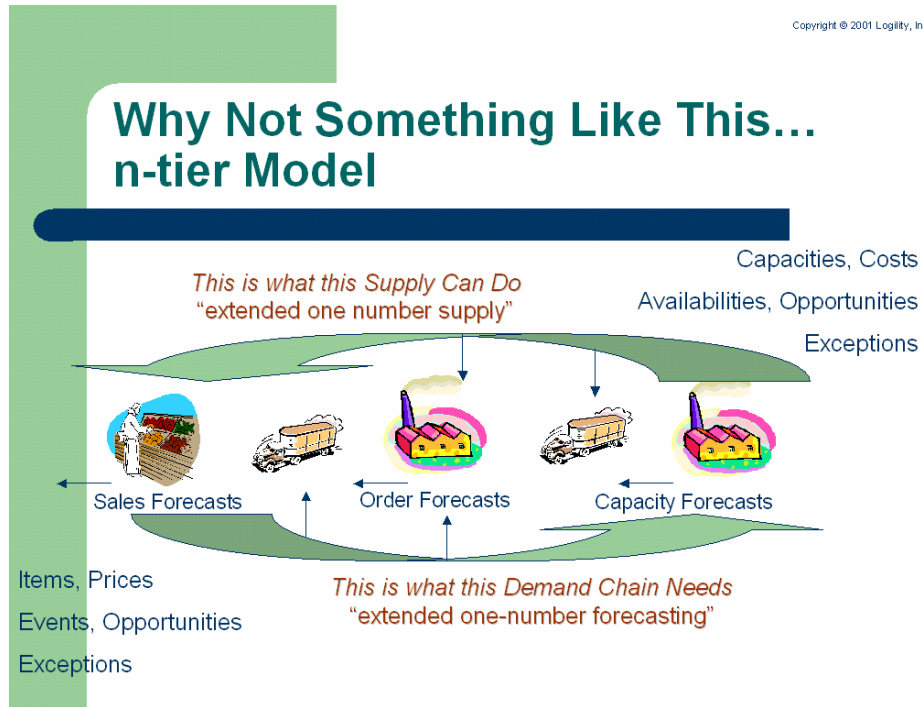 Copyright © 2001 Logility, In
Why Not Something Like This…
n-tier Model
This is what this Supply Can Do
“extended one number supply”
Capacities, Costs
Availabilities, Opportunities
Exceptions
Sales Forecasts
Order Forecasts
Capacity Forecasts
Items, Prices
Events, Opportunities
Exceptions
This is what this Demand Chain Needs
“extended one-number forecasting”